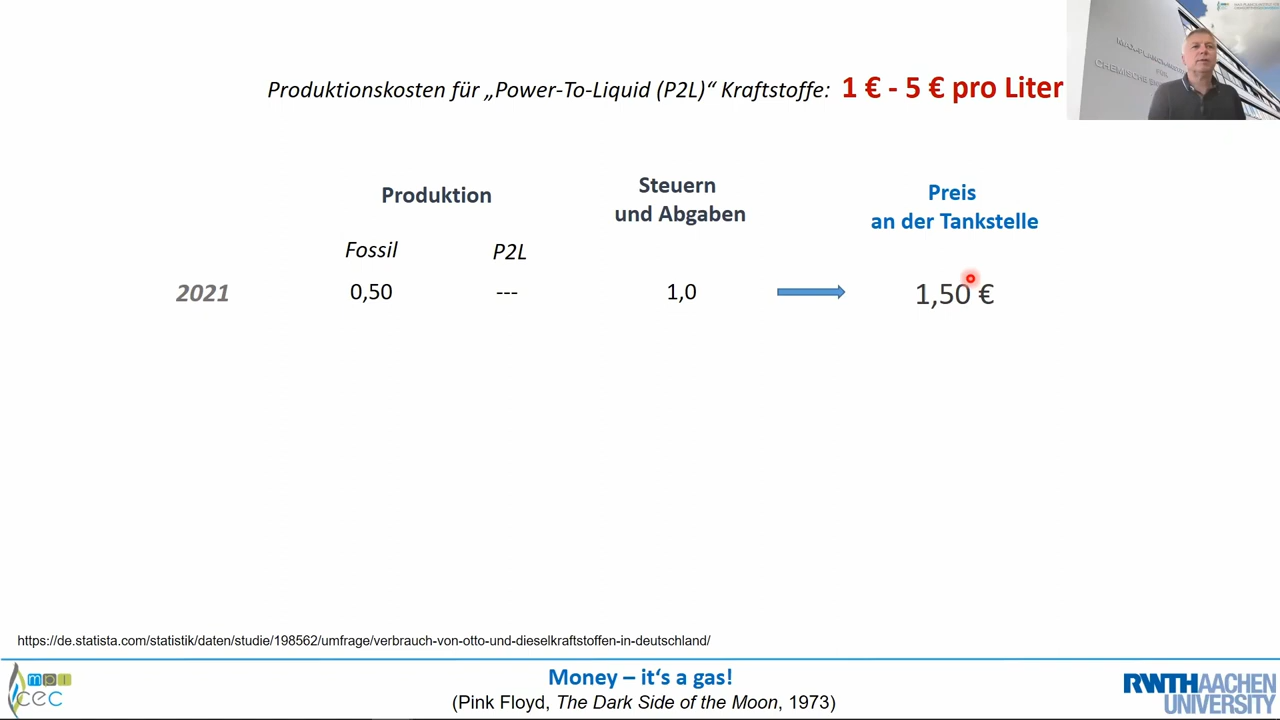 Produktionskosten für „Power-To-Liquid (P2L)“ Kraftstoffe: 1 € - 5 € pro Liter
Produktion
Steuern
und Abgaben
Preis
an der Tankstelle
Fossil
P2L
2021
0,50
---
1,0
1,50 €
https://de.statista.com/statistik/daten/studie/198562/umfrage/verbrauch-von-otto-und-dieselkraftstoffen-in-deutschland/
mpi
cec
Money – it‘s a gas!
(Pink Floyd, The Dark Side of the Moon, 1973)
RWTHAACHEN
UNIVERSITY